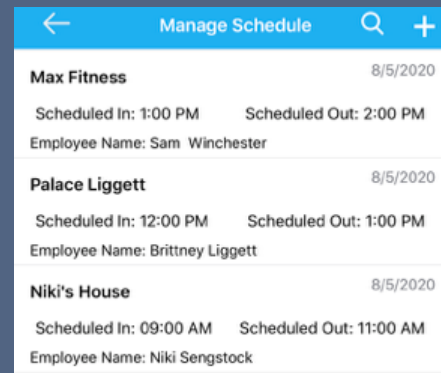 Manage Schedule
Max Fitness 8/5/2020
Scheduled In: 1:00 PM Scheduled Out: 2:00 PM
Employee Name: Sam Winchester
Palace Liggett 8/5/2020
Scheduled In: 12:00 PM Scheduled Out: 1:00 PM
Employee Name: Brittney Liggett
Niki's House 8/5/2020
Scheduled In: 09:00 AM Scheduled Out: 11:00 AM
Employee Name: Niki Sengstock